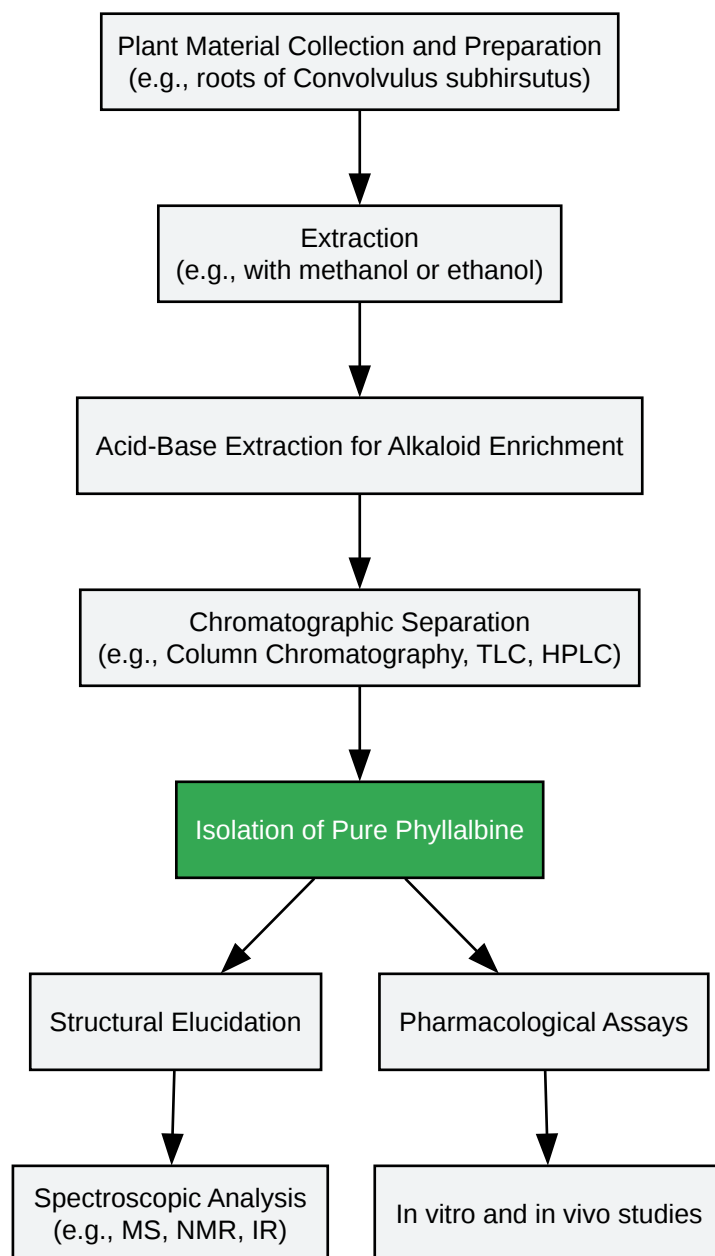 Plant Material Collection and Preparation
(e.g., roots of Convolvulus subhirsutus)
Extraction
(e.g., with methanol or ethanol)
Acid-Base Extraction for Alkaloid Enrichment
Chromatographic Separation
(e.g., Column Chromatography, TLC, HPLC)
Isolation of Pure Phyllalbine
Structural Elucidation
Pharmacological Assays
Spectroscopic Analysis
(e.g., MS, NMR, IR)
In vitro and in vivo studies